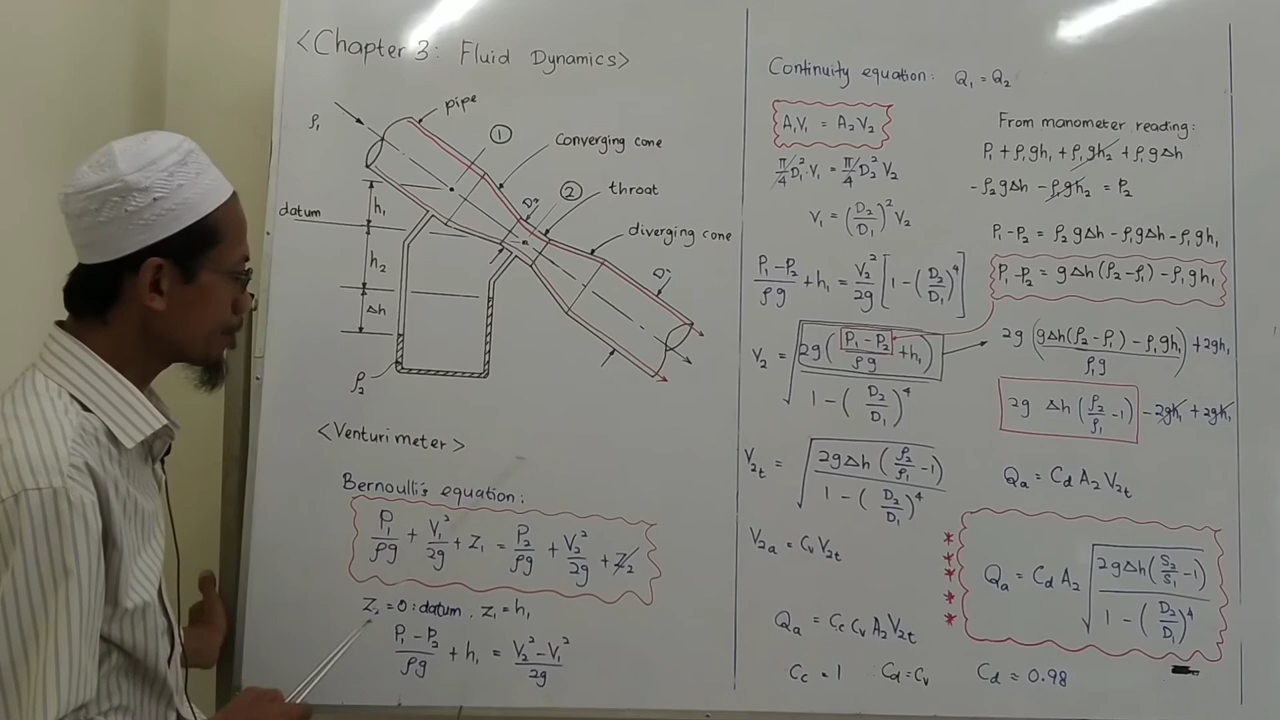 <Chapter 3: Fluid Dynamics>
ρ₁
pipe
①
converging cone
②
throat
D₂
diverging cone
D₁
datum
h₁
h₂
Δh
ρ₂
<Venturimeter>
Bernoulli's equation:
P₁/ρg + V₁²/2g + Z₁ = P₂/ρg + V₂²/2g + Z₂
Z₂ = 0 : datum . Z₁ = h₁
(P₁ - P₂)/ρg + h₁ = (V₂² - V₁²)/2g
Continuity equation: Q₁ = Q₂
A₁V₁ = A₂V₂
π/4 D₁² · V₁ = π/4 D₂² V₂
V₁ = (D₂/D₁)² V₂
(P₁ - P₂)/ρg + h₁ = V₂²/2g [1 - (D₂/D₁)⁴]
V₂ = √(2g((P₁ - P₂)/ρg + h₁) / (1 - (D₂/D₁)⁴))
V₂t = √(2gΔh(ρ₂/ρ₁ - 1) / (1 - (D₂/D₁)⁴))
V₂a = Cv V₂t
Qa = Cc Cv A₂ V₂t
Cc = 1 Cd = Cv Cd = 0.98
From manometer reading:
P₁ + ρ₁gh₁ + ρ₁gh₂ + ρ₁gΔh
- ρ₂gΔh - ρ₁gh₂ = P₂
P₁ - P₂ = ρ₂gΔh - ρ₁gΔh - ρ₁gh₁
P₁ - P₂ = gΔh(ρ₂ - ρ₁) - ρ₁gh₁
2g ((gΔh(ρ₂ - ρ₁) - ρ₁gh₁)/ρ₁g) + 2gh₁
2g Δh (ρ₂/ρ₁ - 1) - 2gh₁ + 2gh₁
Qa = Cd A₂ V₂t
Qa = Cd A₂ √(2gΔh(S₂/S₁ - 1) / (1 - (D₂/D₁)⁴))